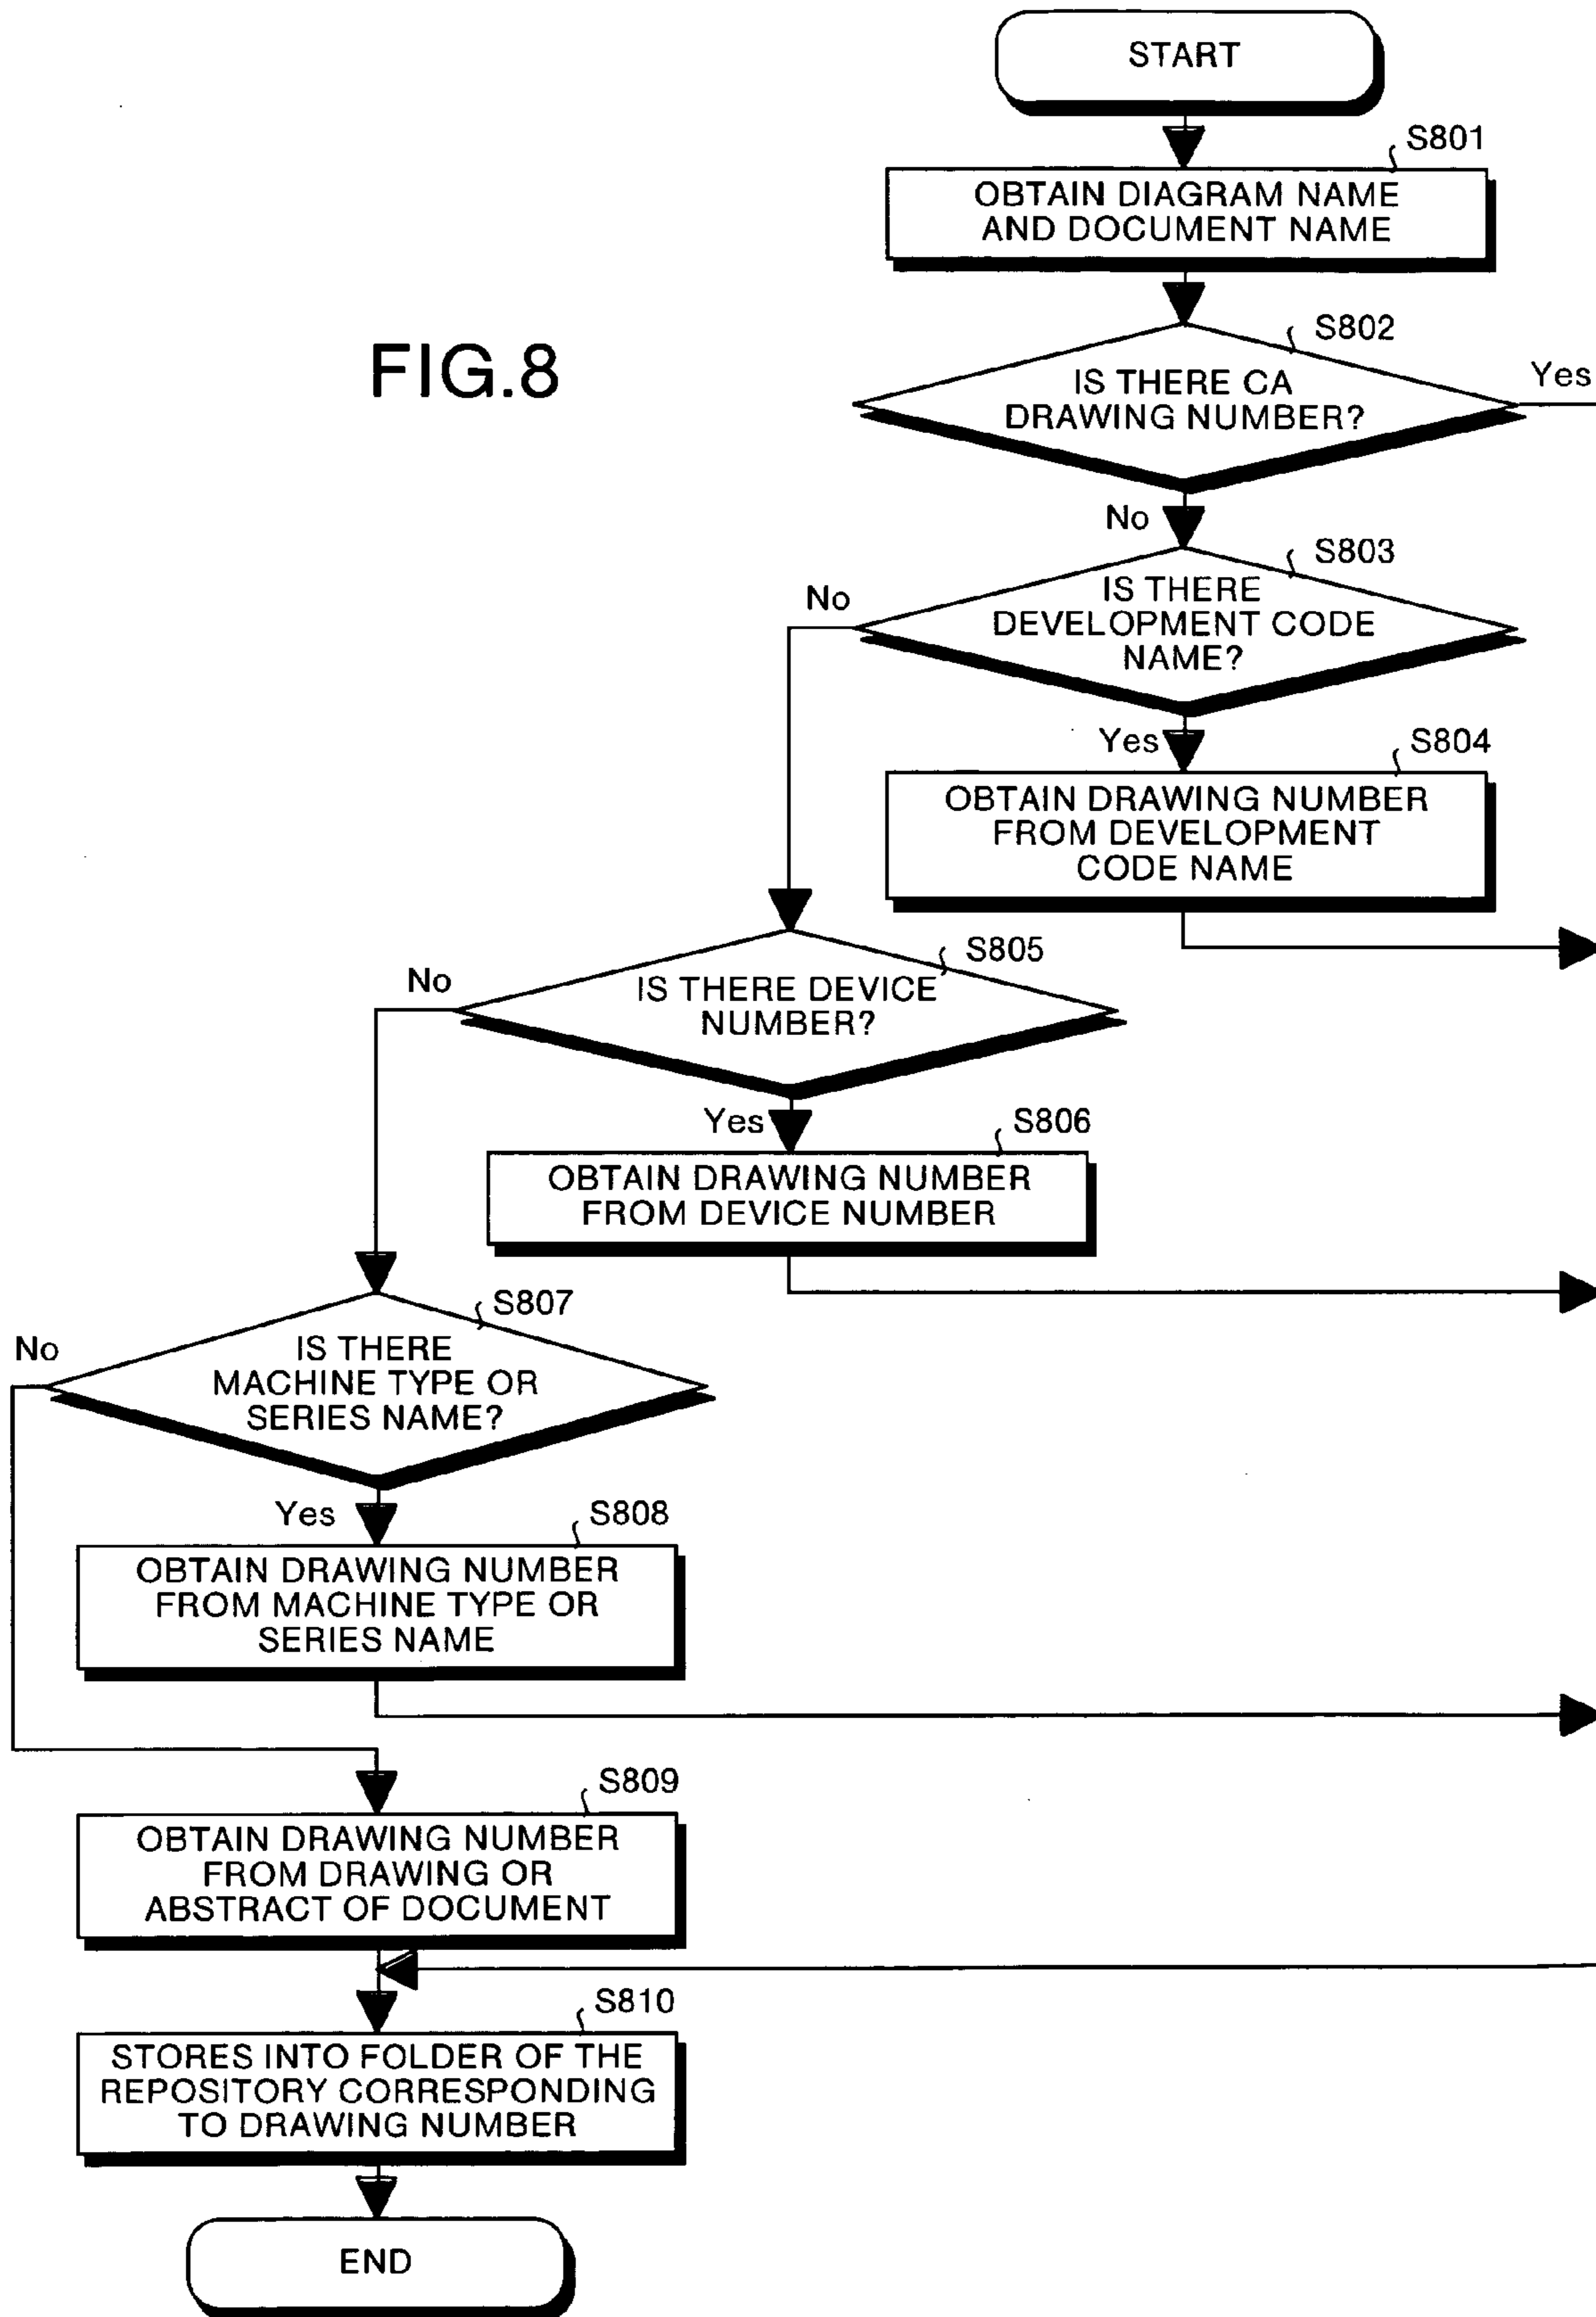 START
S801
OBTAIN DIAGRAM NAME
AND DOCUMENT NAME
FIG.8
S802
IS THERE CA
DRAWING NUMBER?
Yes
No
S803
IS THERE
DEVELOPMENT CODE
NAME?
No
Yes
S804
OBTAIN DRAWING NUMBER
FROM DEVELOPMENT
CODE NAME
S805
IS THERE DEVICE
NUMBER?
No
Yes
S806
OBTAIN DRAWING NUMBER
FROM DEVICE NUMBER
S807
IS THERE
MACHINE TYPE OR
SERIES NAME?
No
Yes
S808
OBTAIN DRAWING NUMBER
FROM MACHINE TYPE OR
SERIES NAME
S809
OBTAIN DRAWING NUMBER
FROM DRAWING OR
ABSTRACT OF DOCUMENT
S810
STORES INTO FOLDER OF THE
REPOSITORY CORRESPONDING
TO DRAWING NUMBER
END